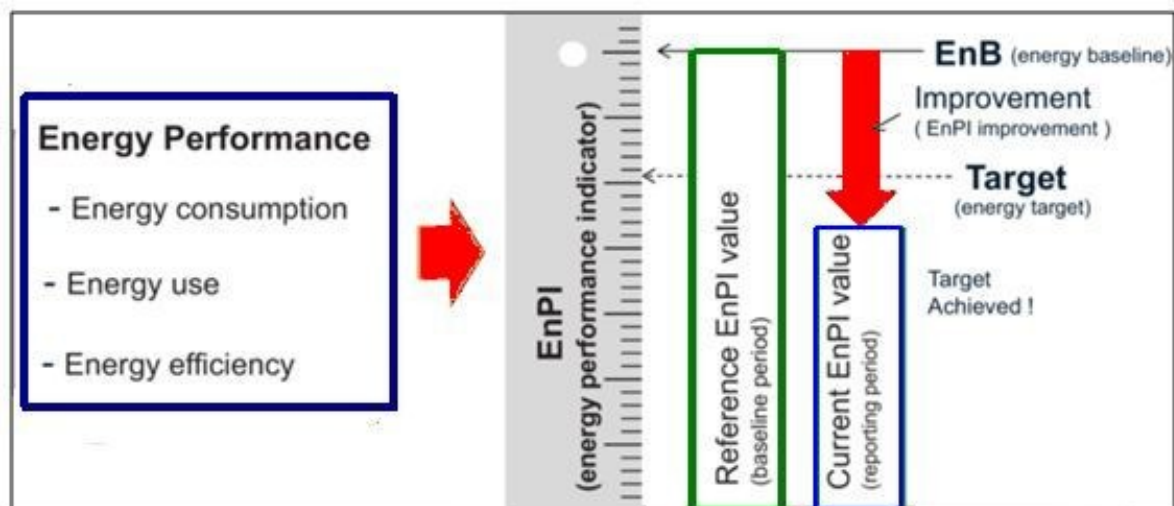 Energy Performance
- Energy consumption
- Energy use
- Energy efficiency
EnPI
(energy performance indicator)
Reference EnPI value
(baseline period)
Current EnPI value
(reporting period)
EnB (energy baseline)
Improvement
( EnPI improvement )
Target
(energy target)
Target
Achieved !